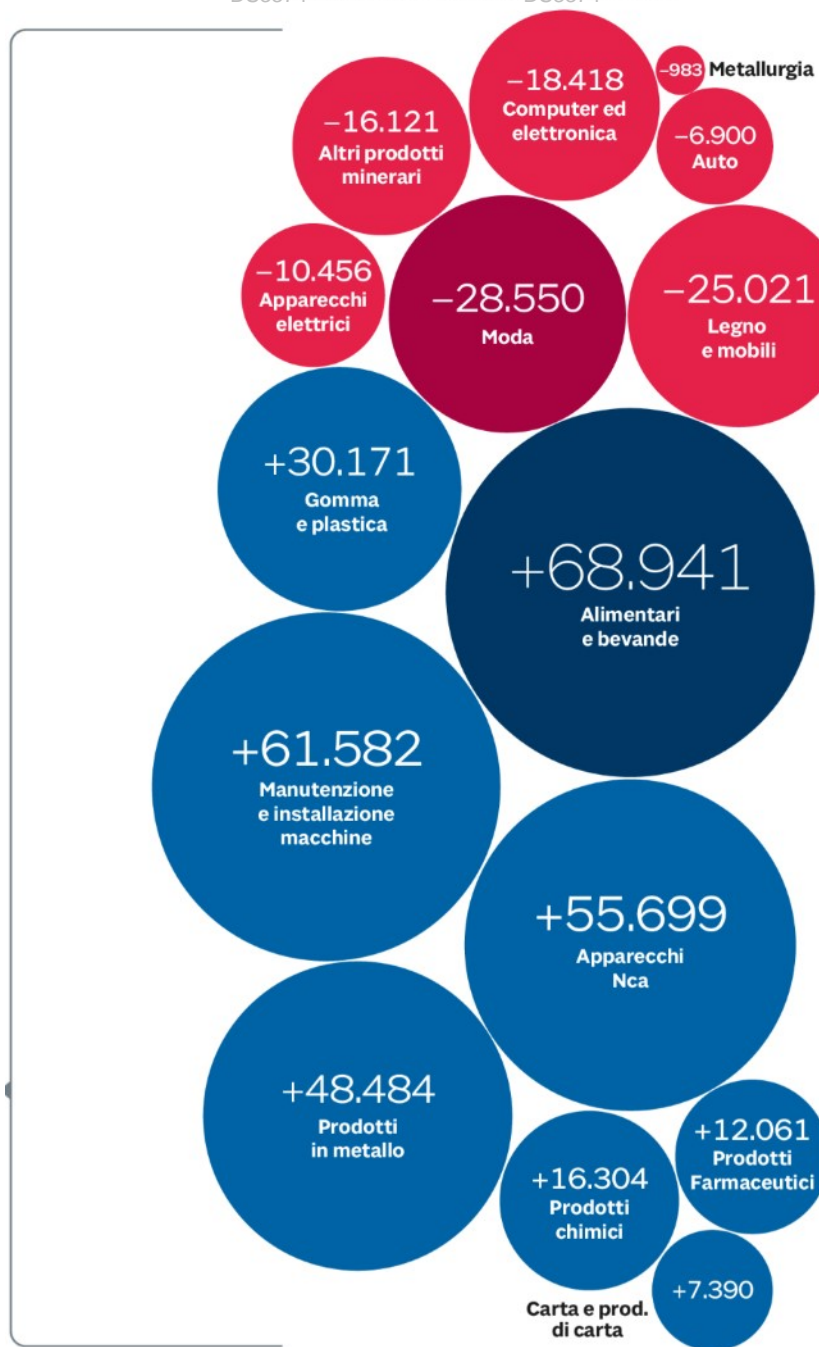 −983 Metallurgia
−18.418
Computer ed
elettronica
−16.121
Altri prodotti
minerari
−6.900
Auto
−10.456
Apparecchi
elettrici
−28.550
Moda
−25.021
Legno
e mobili
+30.171
Gomma
e plastica
+68.941
Alimentari
e bevande
+61.582
Manutenzione
e installazione
macchine
+55.699
Apparecchi
Nca
+48.484
Prodotti
in metallo
+12.061
Prodotti
Farmaceutici
+16.304
Prodotti
chimici
+7.390
Carta e prod.
di carta